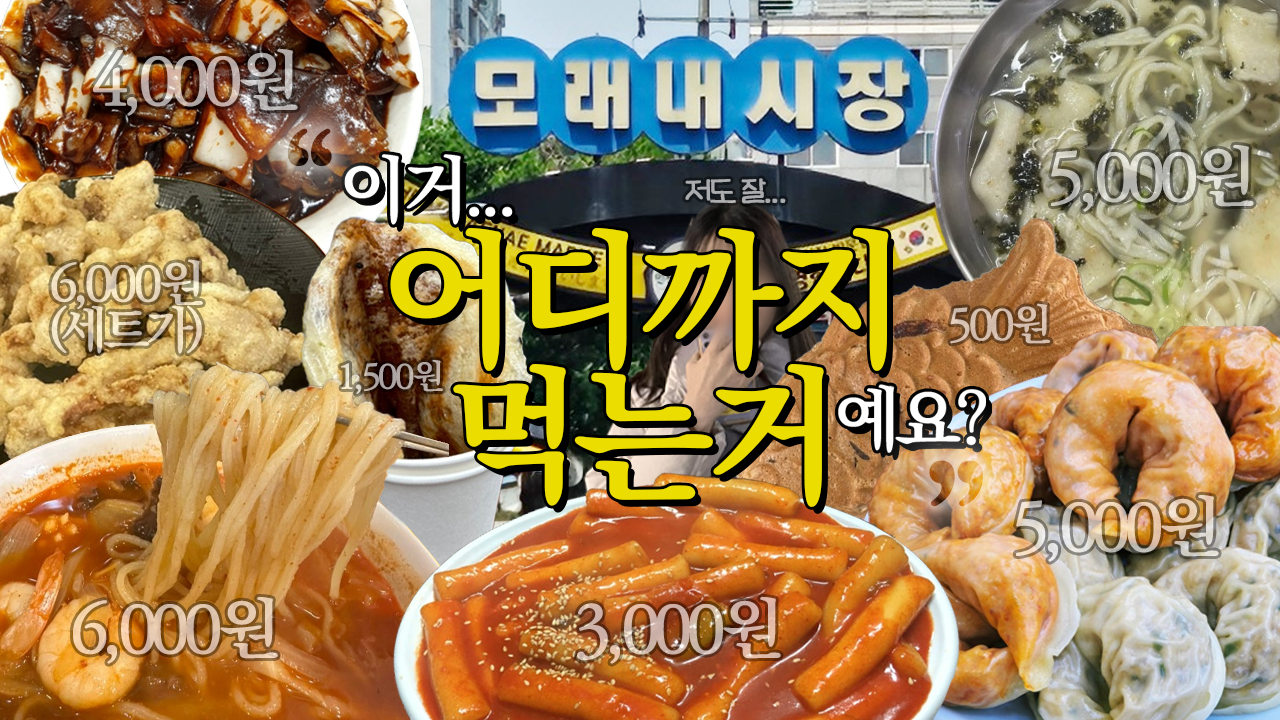 모래내시장
4,000원
“이거...
저도 잘...
5,000원
어디까지
6,000원
(세트가)
1,500원
500원
먹는거예요?”
5,000원
6,000원
3,000원